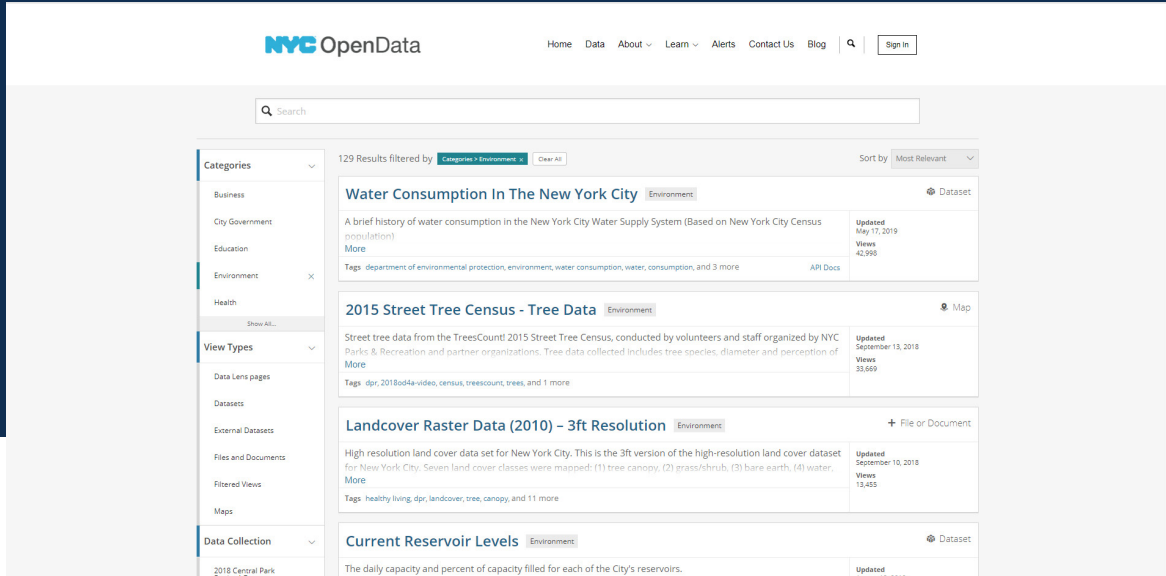 NYC OpenData
Home Data About Learn Alerts Contact Us Blog Sign In
Search
Categories
Business
City Government
Education
Environment ×
Health
Show All...
View Types
Data Lens pages
Datasets
External Datasets
Files and Documents
Filtered Views
Maps
Data Collection
2018 Central Park
129 Results filtered by Categories > Environment × Clear All
Sort by Most Relevant
Water Consumption In The New York City Environment
Dataset
A brief history of water consumption in the New York City Water Supply System (Based on New York City Census
population)
More
Tags department of environmental protection, environment, water consumption, water, consumption, and 3 more API Docs
Updated
May 17, 2019
Views
42,998
2015 Street Tree Census - Tree Data Environment
Map
Street tree data from the TreesCount! 2015 Street Tree Census, conducted by volunteers and staff organized by NYC
Parks & Recreation and partner organizations. Tree data collected includes tree species, diameter and perception of
More
Tags dpr, 2018od4a-video, census, treescount, trees, and 1 more
Updated
September 13, 2018
Views
33,669
Landcover Raster Data (2010) – 3ft Resolution Environment
File or Document
High resolution land cover data set for New York City. This is the 3ft version of the high-resolution land cover dataset
for New York City. Seven land cover classes were mapped: (1) tree canopy, (2) grass/shrub, (3) bare earth, (4) water,
More
Tags healthy living, dpr, landcover, tree, canopy, and 11 more
Updated
September 10, 2018
Views
13,455
Current Reservoir Levels Environment
Dataset
The daily capacity and percent of capacity filled for each of the City's reservoirs.
Updated